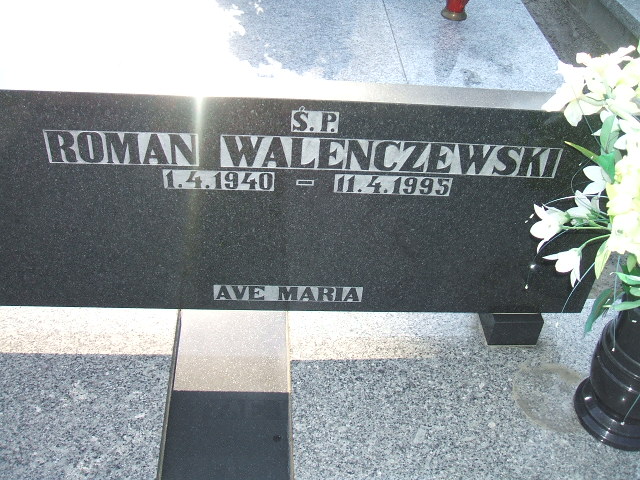 Ś.P.
ROMAN WALENCZEWSKI
1.4.1940 – 11.4.1995
AVE MARIA